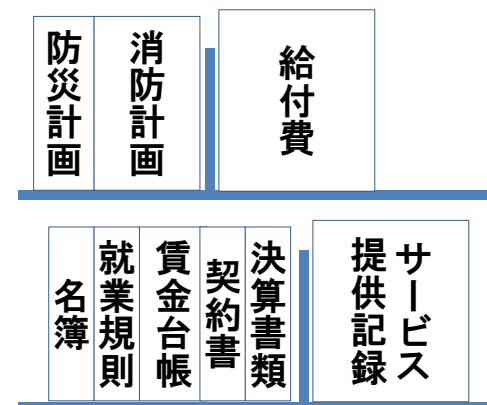 防災計画
消防計画
給付費
名簿
就業規則
賃金台帳
契約書
決算書類
サービス
提供記録